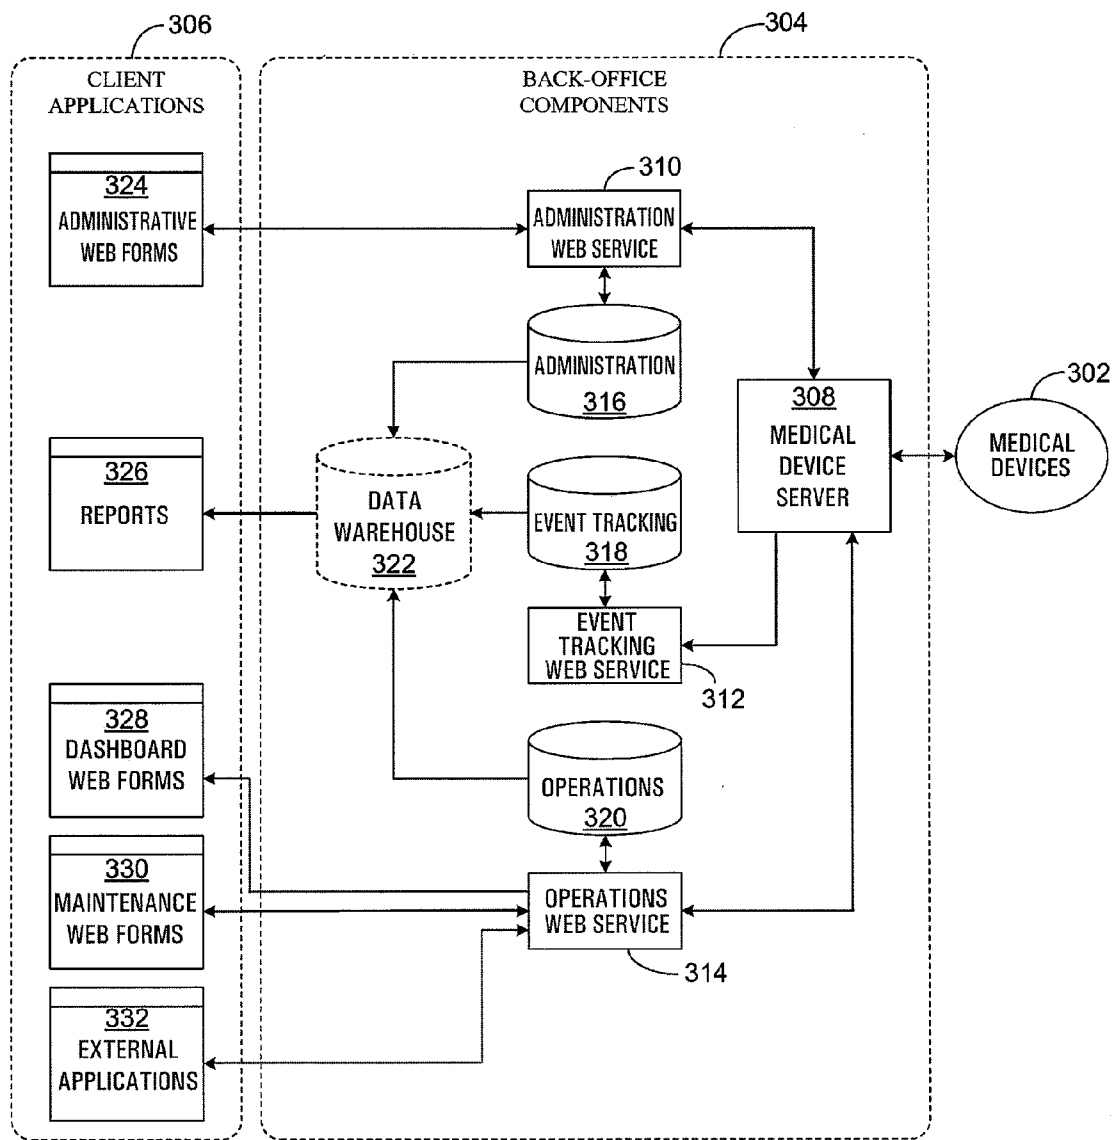 306
304
CLIENT
APPLICATIONS
BACK-OFFICE
COMPONENTS
324
ADMINISTRATIVE
WEB FORMS
310
ADMINISTRATION
WEB SERVICE
ADMINISTRATION
316
308
MEDICAL
DEVICE
SERVER
302
MEDICAL
DEVICES
326
REPORTS
DATA
WAREHOUSE
322
EVENT TRACKING
318
EVENT
TRACKING
WEB SERVICE
312
328
DASHBOARD
WEB FORMS
OPERATIONS
320
330
MAINTENANCE
WEB FORMS
OPERATIONS
WEB SERVICE
314
332
EXTERNAL
APPLICATIONS